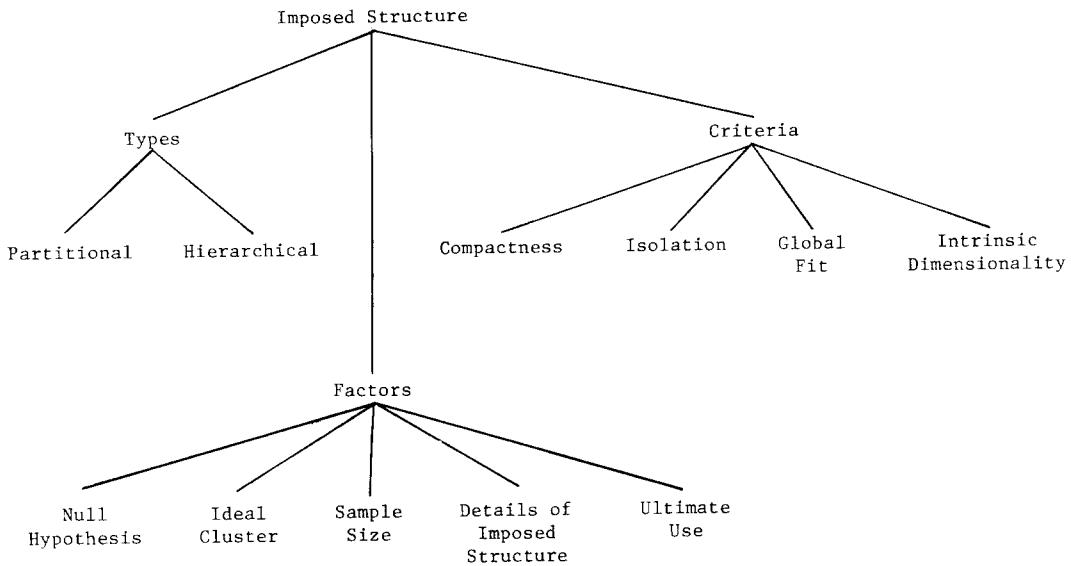 Imposed Structure
Types
Criteria
Partitional
Hierarchical
Compactness
Isolation
Global
Fit
Intrinsic
Dimensionality
Factors
Null
Hypothesis
Ideal
Cluster
Sample
Size
Details of
Imposed
Structure
Ultimate
Use